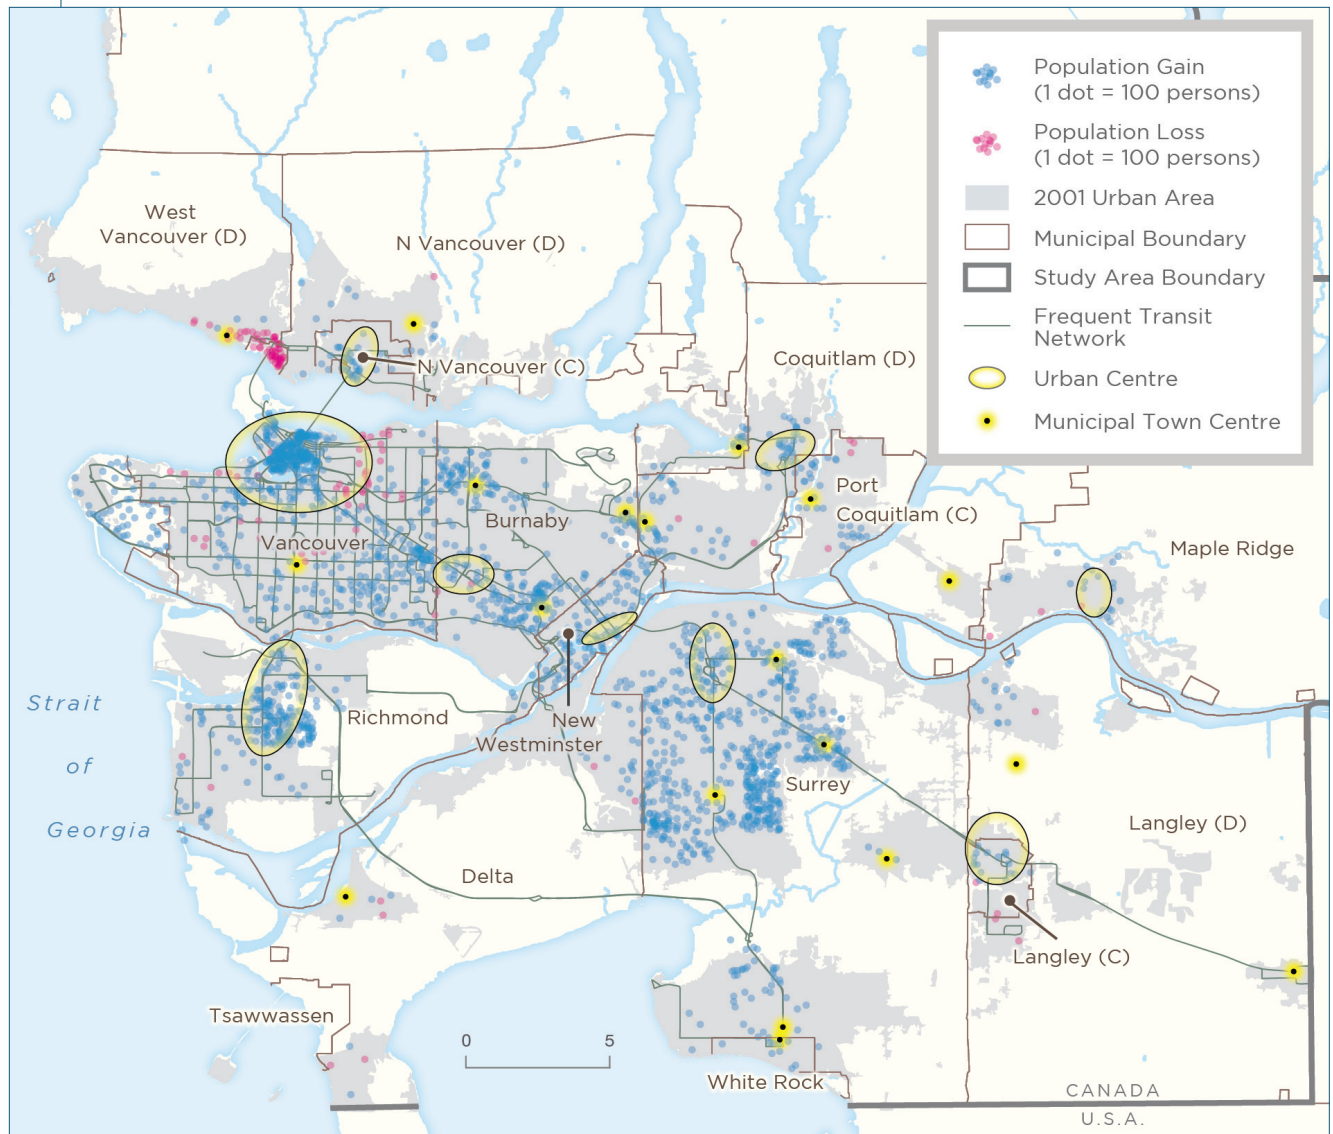 Population Gain
(1 dot = 100 persons)
Population Loss
(1 dot = 100 persons)
2001 Urban Area
Municipal Boundary
Study Area Boundary
Frequent Transit
Network
Urban Centre
Municipal Town Centre
West
Vancouver (D)
N Vancouver (D)
N Vancouver (C)
Coquitlam (D)
Port
Coquitlam (C)
Burnaby
Vancouver
Maple Ridge
Strait
of
Georgia
Richmond
New
Westminster
Surrey
Langley (D)
Delta
Langley (C)
Tsawwassen
0 5
White Rock
CANADA
U.S.A.